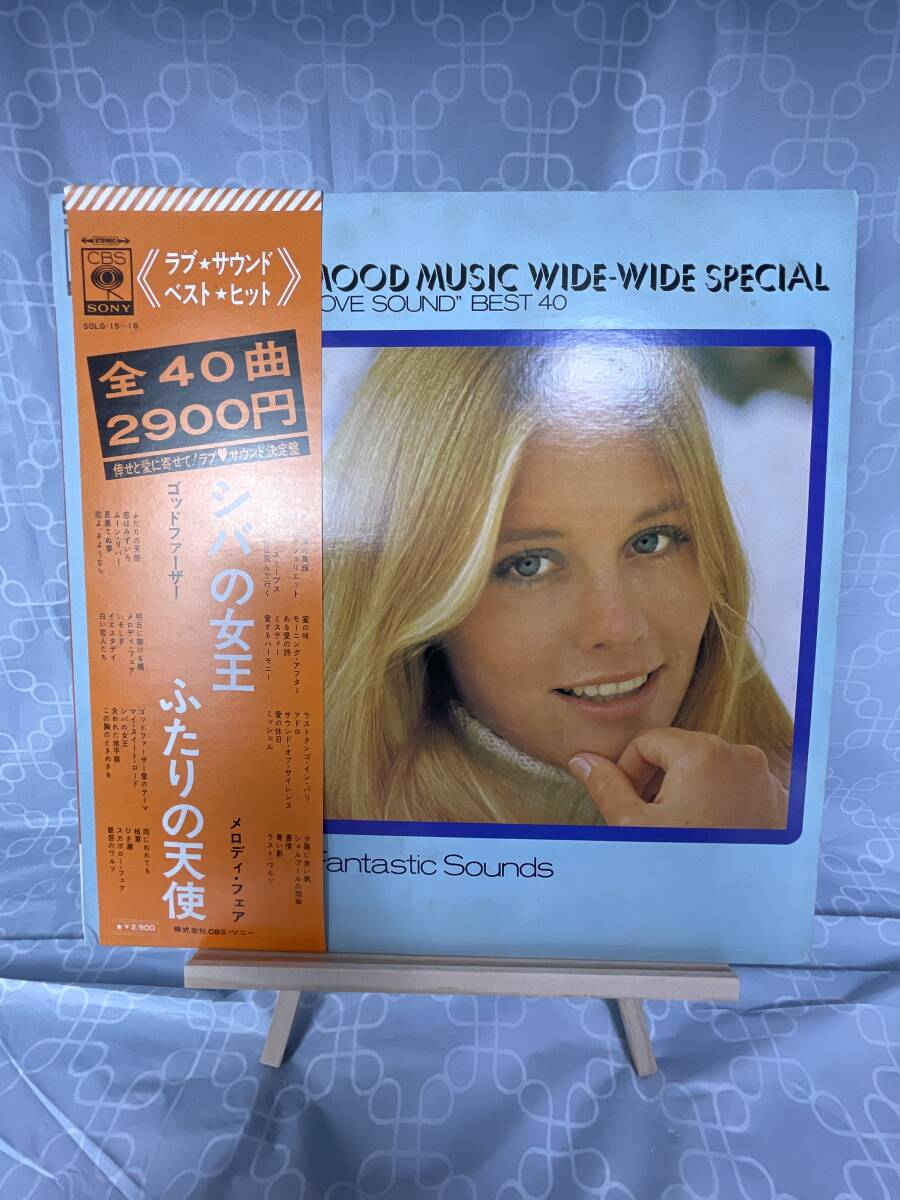 STEREO
CBS
SONY
SOLG-15~16
ラブ★サウンド
ベスト★ヒット
全40曲
2900円
倖せと愛に寄せて!ラブ♥サウンド決定盤
シバの女王
ふたりの天使
ゴッドファーザー
メロディ・フェア
ふたりの天使
恋はみずいろ
ムーン・リバー
見果てぬ夢
恋よ、さようなら
明日に架ける橋
メロディ・フェア
いそしぎ
イエスタデイ
白い恋人たち
ゴッドファーザー愛のテーマ
マイ・スイート・ロード
シバの女王
失われた地平線
この胸のときめきを
雨にぬれても
枯葉
ひき潮
スカボロー・フェア
魅惑のワルツ
蜜の味
モーニング・アフター
ある愛の詩
ミスティー
愛するハーモニー
ラストタンゴ・イン・パリ
アドロ
サウンド・オブ・サイレンス
愛の休日
ミッシェル
夕陽に赤い帆
シェルブールの雨傘
慕情
青い影
ラスト・ワルツ
★¥2,900
株式会社CBS・ソニー
MOOD MUSIC WIDE-WIDE SPECIAL
OVE SOUND" BEST 40
Fantastic Sounds